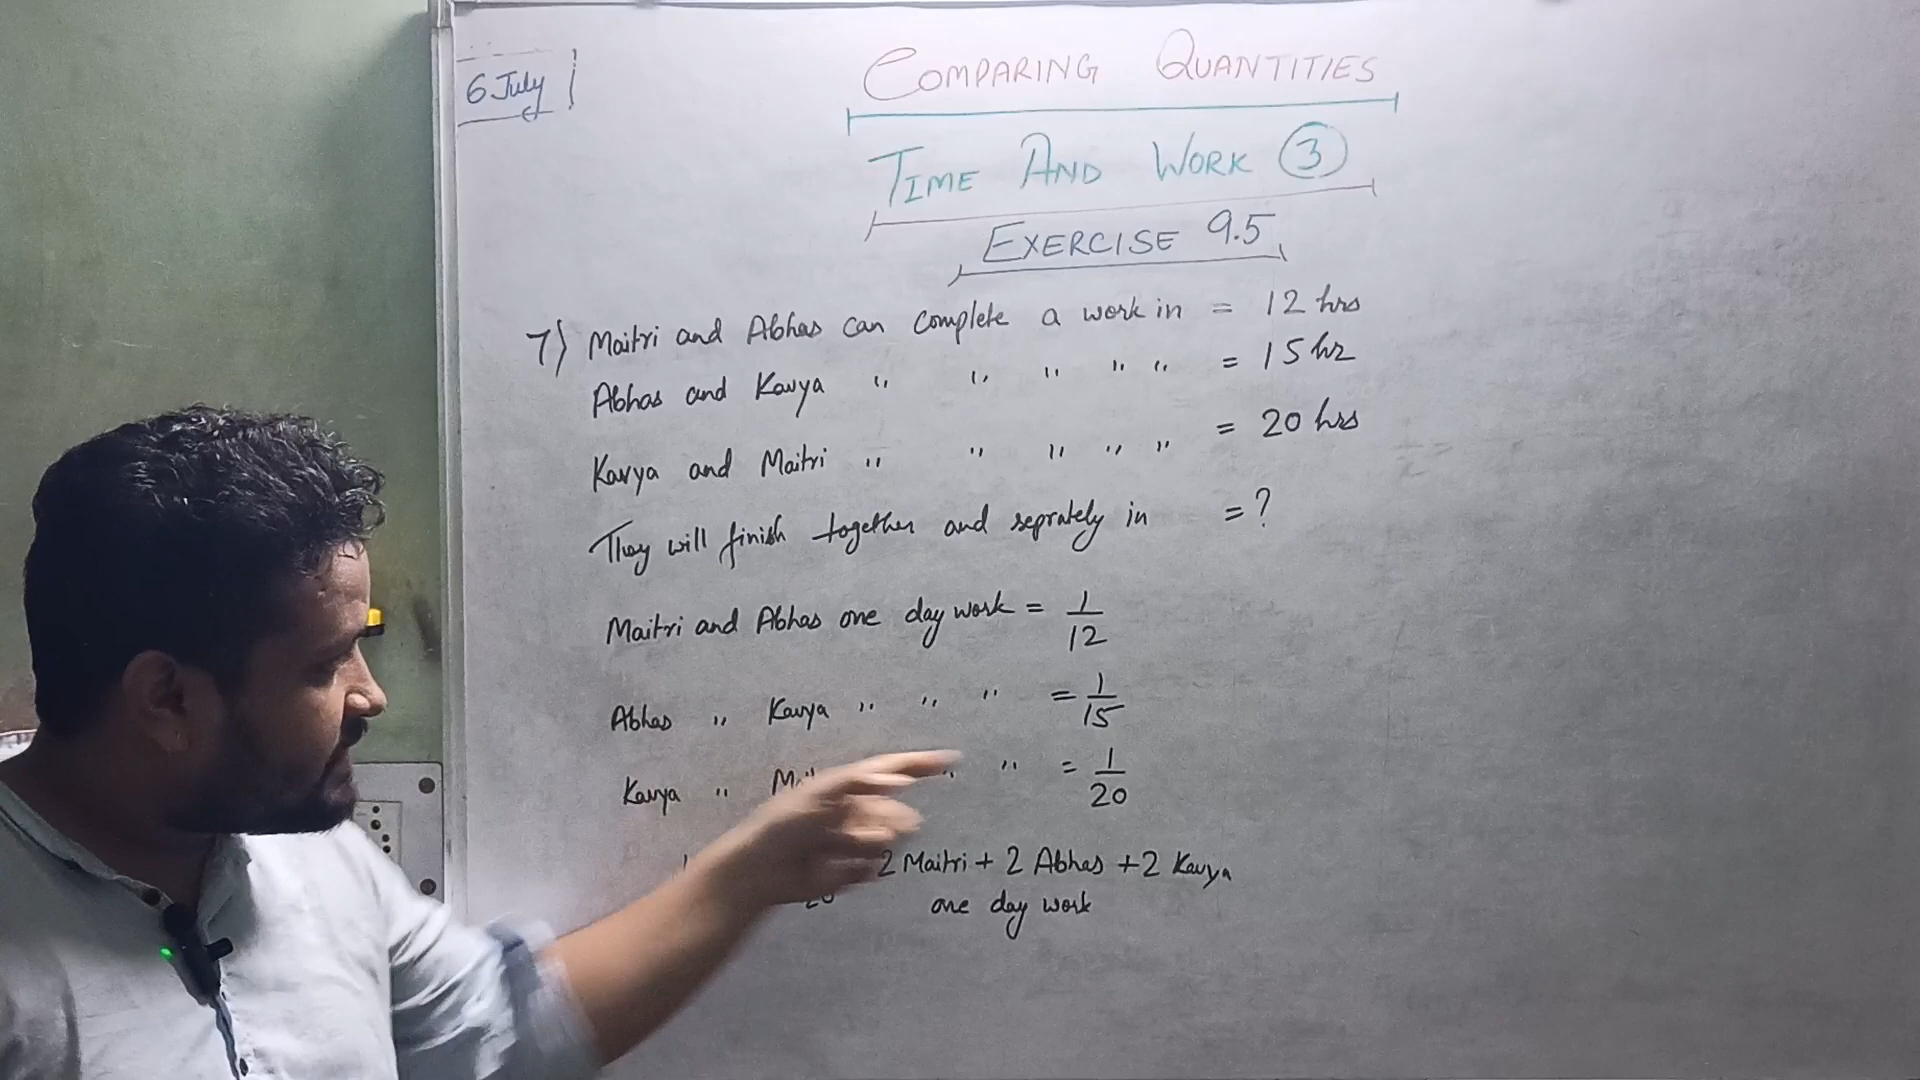 6 July
COMPARING QUANTITIES
TIME AND WORK 3
EXERCISE 9.5
7) Maitri and Abhas can complete a work in = 12 hrs
Abhas and Kavya " " " " " = 15 hr
Kavya and Maitri " " " " " = 20 hrs
They will finish together and seprately in = ?
Maitri and Abhas one day work = 1/12
Abhas " Kavya " " " = 1/15
Kavya " " " = 1/20
20 2 Maitri + 2 Abhas + 2 Kavya
one day work